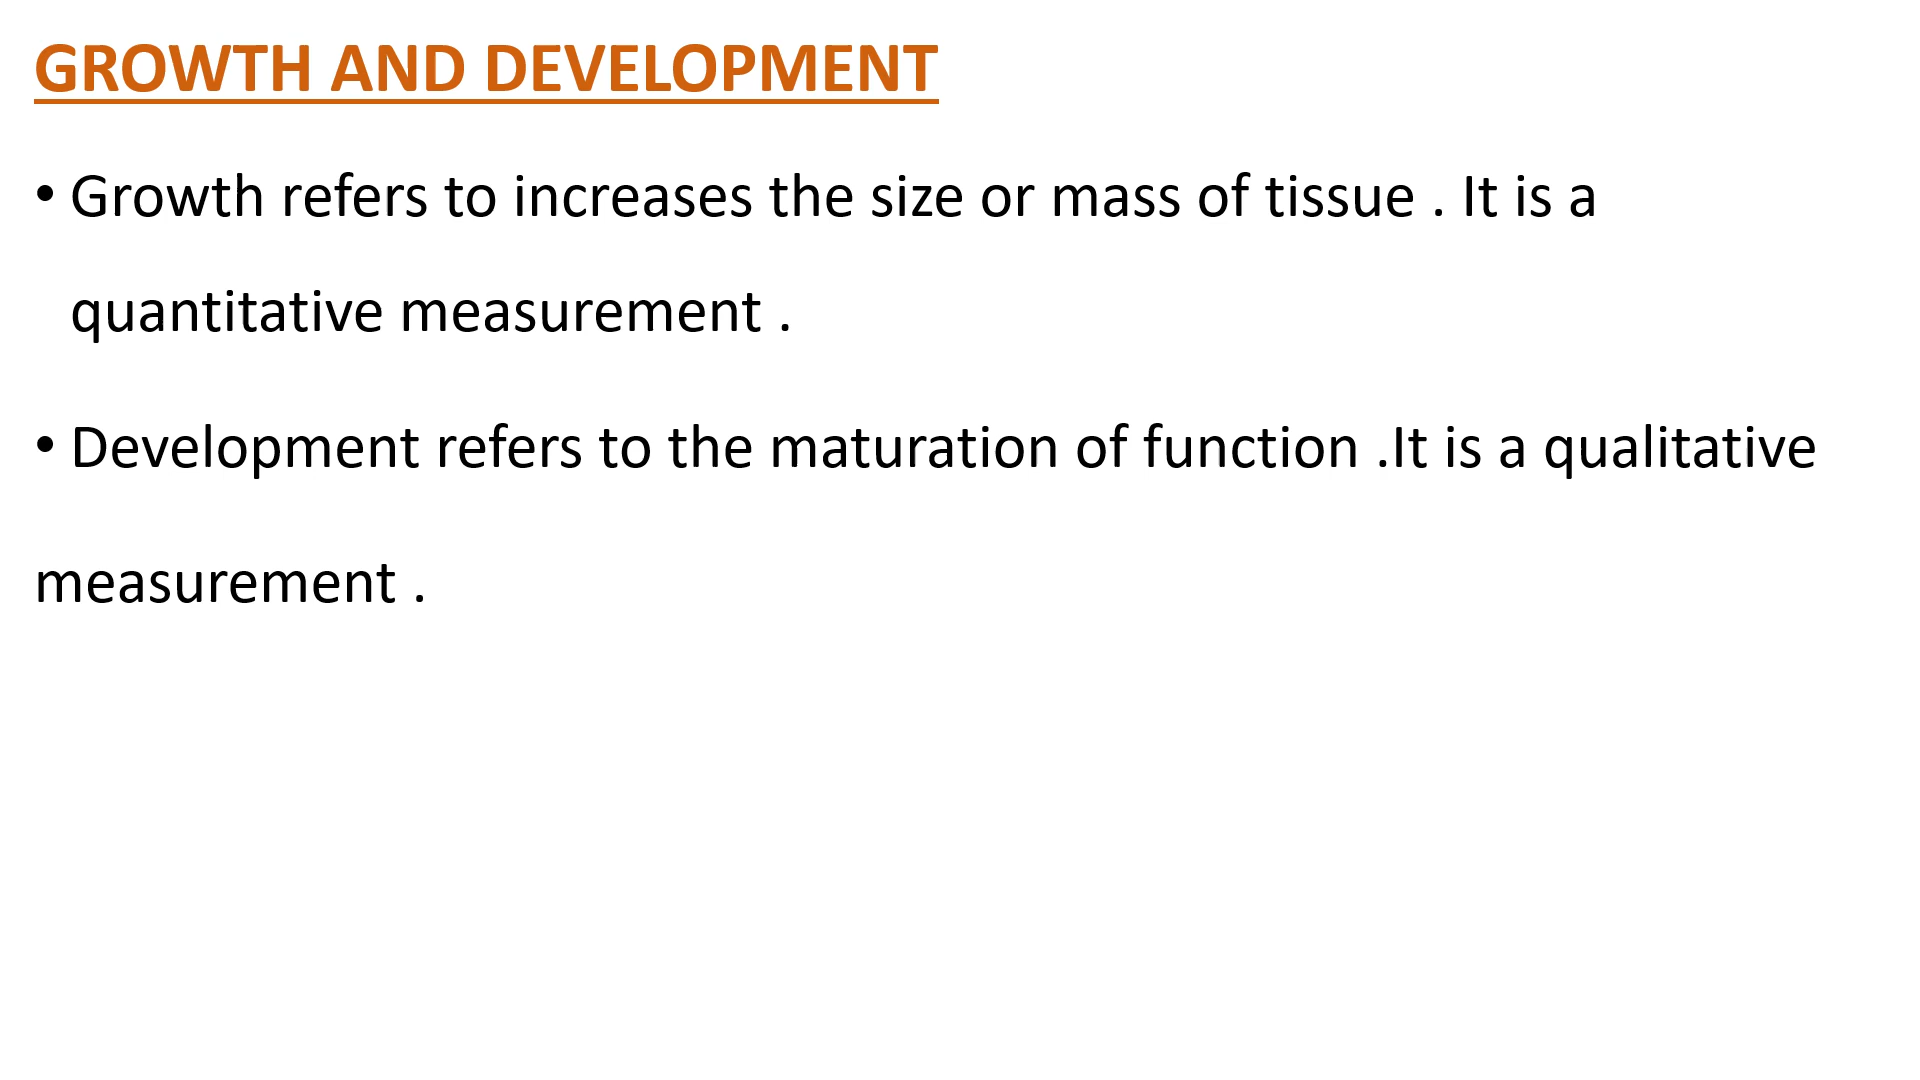 GROWTH AND DEVELOPMENT
• Growth refers to increases the size or mass of tissue . It is a
quantitative measurement .
• Development refers to the maturation of function .It is a qualitative
measurement .